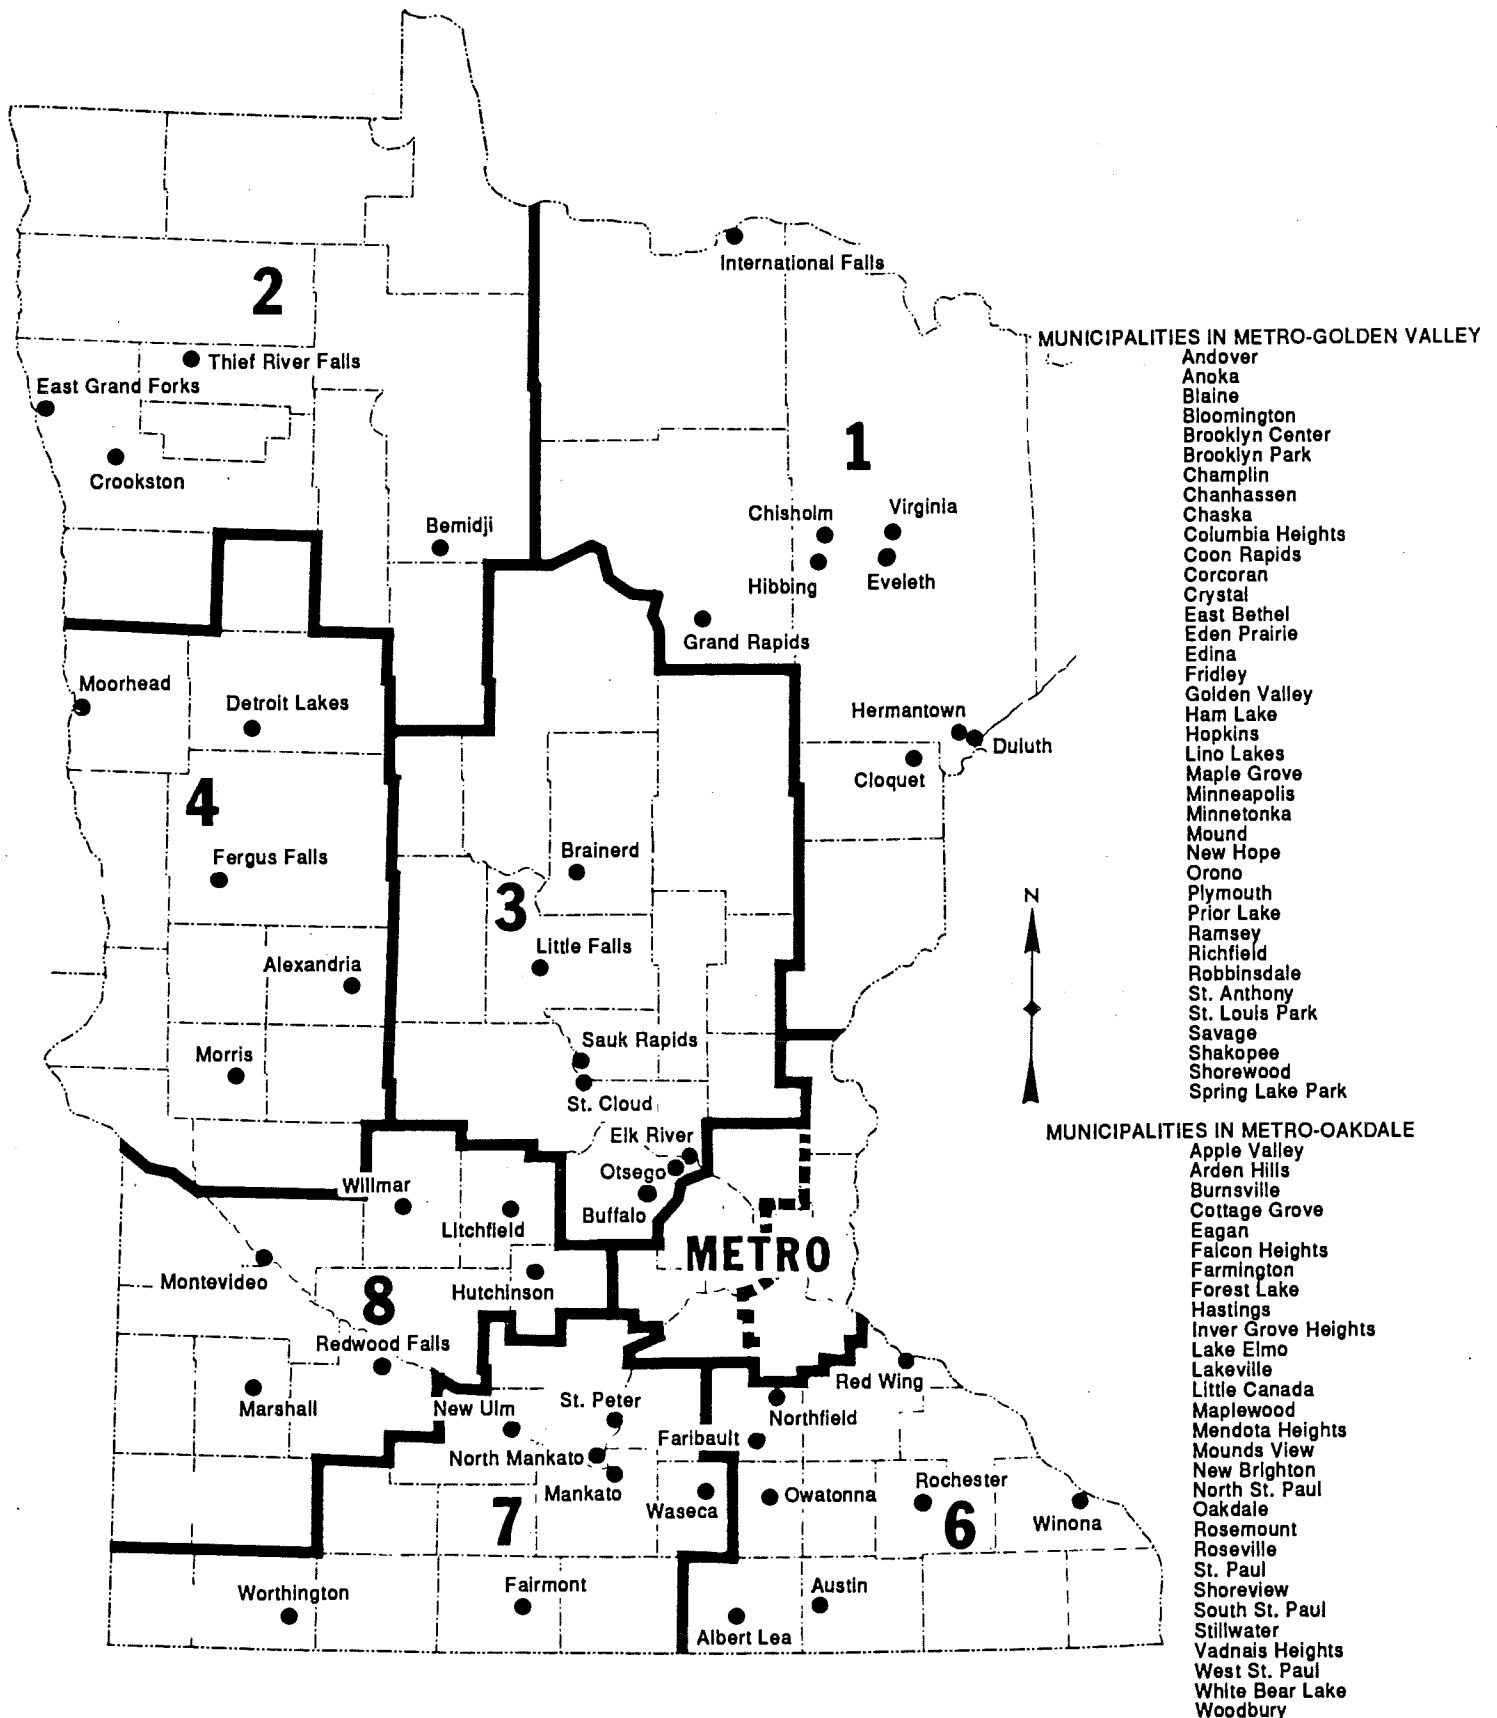 International Falls
2
Thief River Falls
East Grand Forks
Crookston
Bemidji
1
Chisholm
Virginia
Hibbing
Eveleth
Grand Rapids
Moorhead
Detroit Lakes
Hermantown
Duluth
Cloquet
4
Fergus Falls
Brainerd
3
Little Falls
Alexandria
Sauk Rapids
Morris
St. Cloud
Elk River
Otsego
Buffalo
Willmar
Litchfield
METRO
Montevideo
8
Hutchinson
Redwood Falls
Marshall
New Ulm
St. Peter
Red Wing
Northfield
Faribault
North Mankato
Mankato
Waseca
Owatonna
Rochester
Winona
7
6
Worthington
Fairmont
Austin
Albert Lea
N
MUNICIPALITIES IN METRO-GOLDEN VALLEY
Andover
Anoka
Blaine
Bloomington
Brooklyn Center
Brooklyn Park
Champlin
Chanhassen
Chaska
Columbia Heights
Coon Rapids
Corcoran
Crystal
East Bethel
Eden Prairie
Edina
Fridley
Golden Valley
Ham Lake
Hopkins
Lino Lakes
Maple Grove
Minneapolis
Minnetonka
Mound
New Hope
Orono
Plymouth
Prior Lake
Ramsey
Richfield
Robbinsdale
St. Anthony
St. Louis Park
Savage
Shakopee
Shorewood
Spring Lake Park
MUNICIPALITIES IN METRO-OAKDALE
Apple Valley
Arden Hills
Burnsville
Cottage Grove
Eagan
Falcon Heights
Farmington
Forest Lake
Hastings
Inver Grove Heights
Lake Elmo
Lakeville
Little Canada
Maplewood
Mendota Heights
Mounds View
New Brighton
North St. Paul
Oakdale
Rosemount
Roseville
St. Paul
Shoreview
South St. Paul
Stillwater
Vadnais Heights
West St. Paul
White Bear Lake
Woodbury